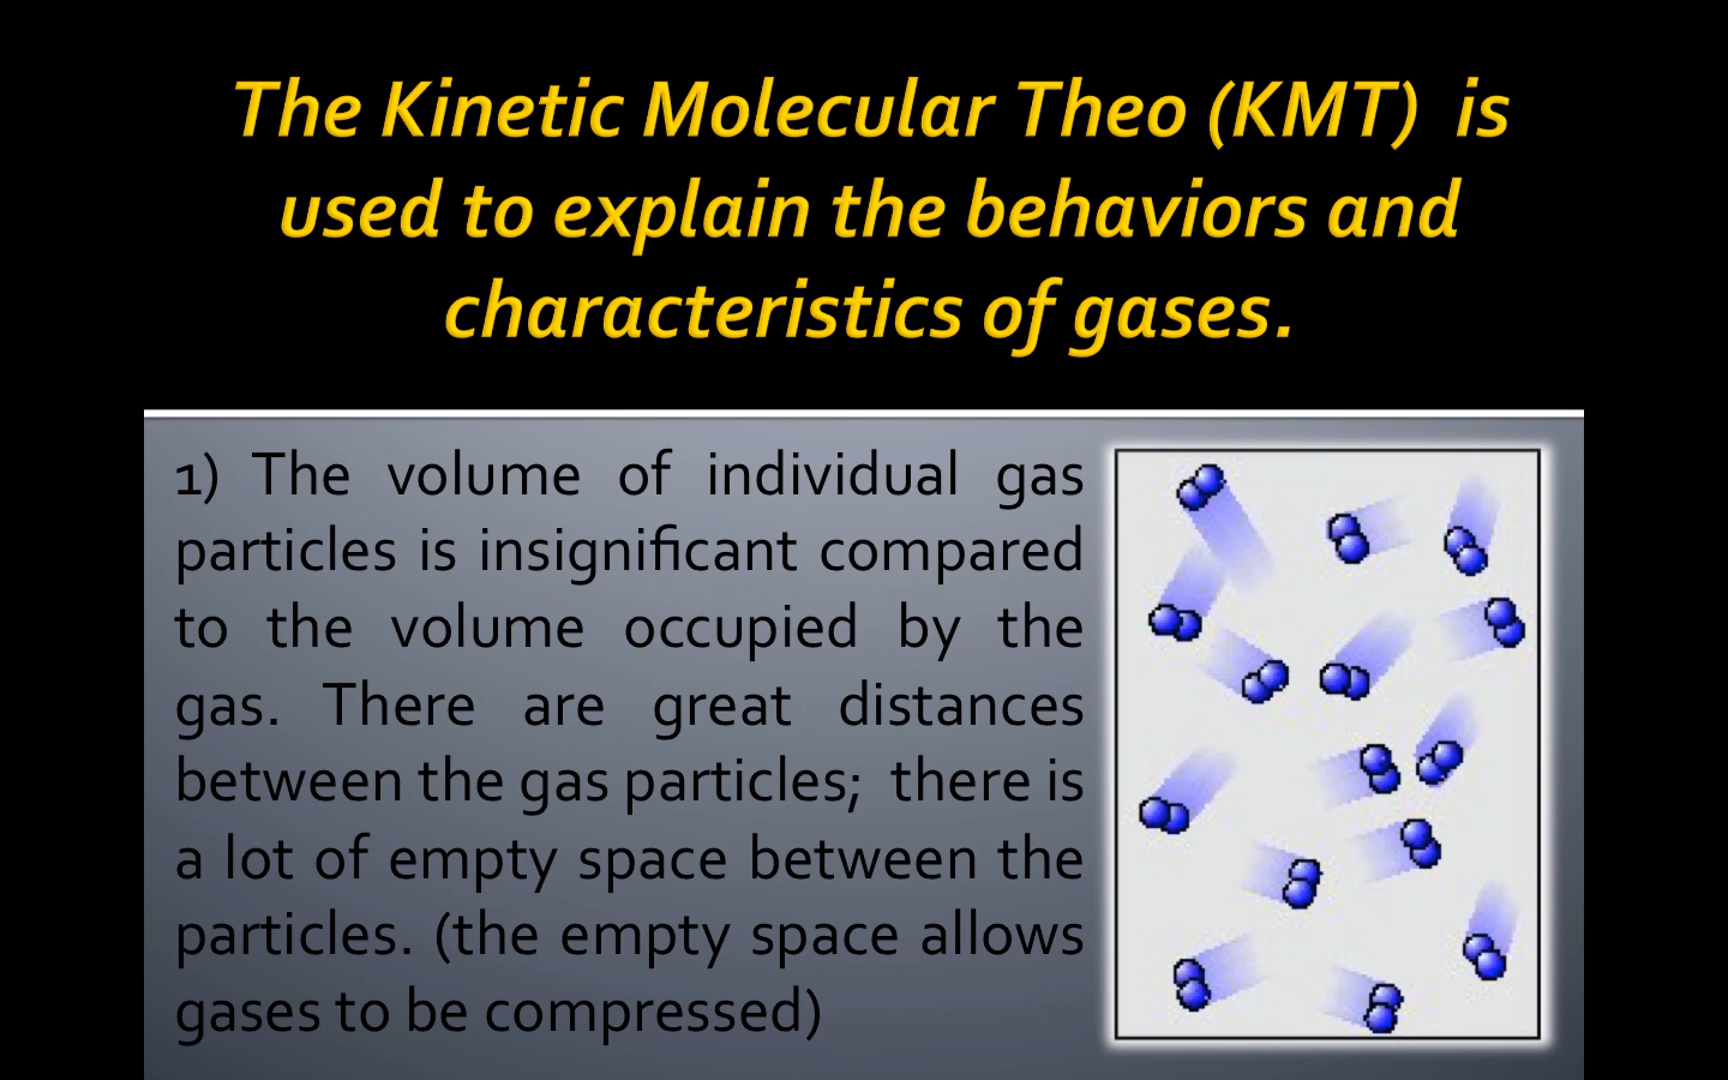 The Kinetic Molecular Theo (KMT) is
used to explain the behaviors and
characteristics of gases.
1) The volume of individual gas
particles is insignificant compared
to the volume occupied by the
gas. There are great distances
between the gas particles; there is
a lot of empty space between the
particles. (the empty space allows
gases to be compressed)